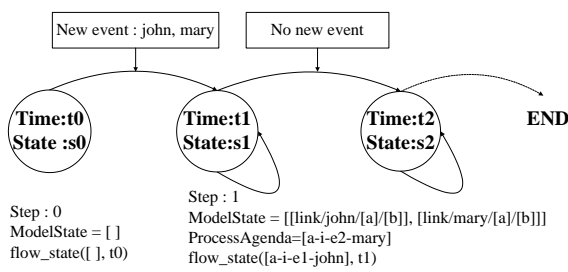 New event : john, mary
No new event
Time:t0
State :s0
Time:t1
State:s1
Time:t2
State:s2
END
Step : 0
ModelState = [ ]
flow_state([ ], t0)
Step : 1
ModelState = [[link/john/[a]/[b]], [link/mary/[a]/[b]]]
ProcessAgenda=[a-i-e2-mary]
flow_state([a-i-e1-john], t1)